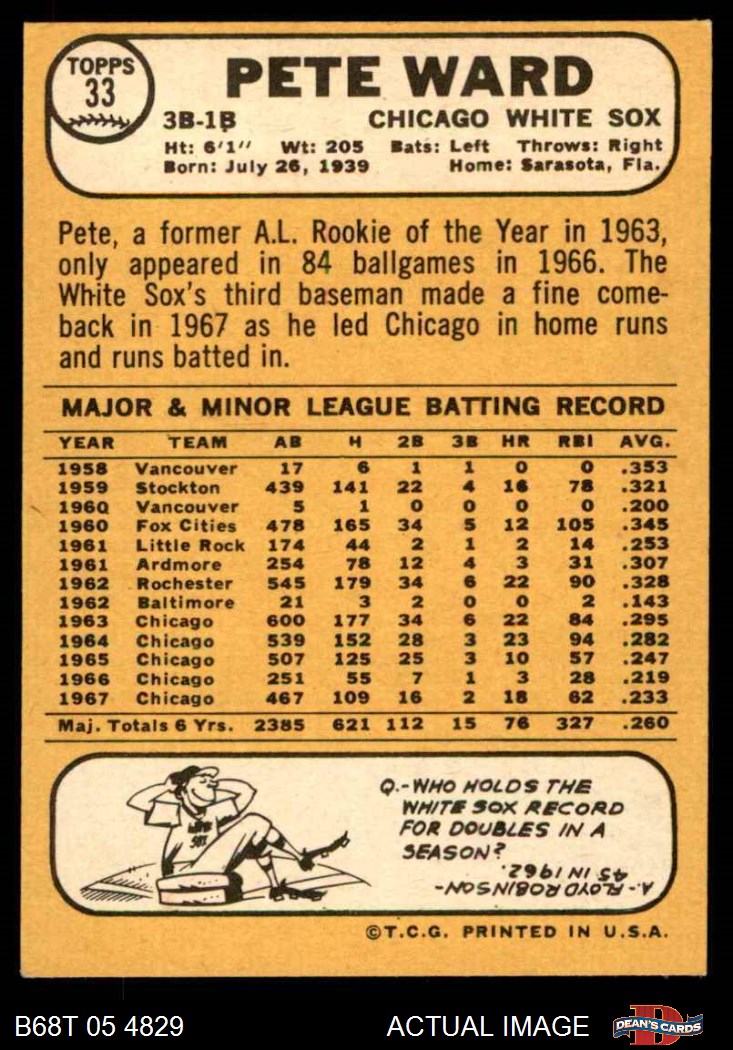 TOPPS
33
PETE WARD
3B-1B CHICAGO WHITE SOX
Ht: 6'1" Wt: 205 Bats: Left Throws: Right
Born: July 26, 1939 Home: Sarasota, Fla.
Pete, a former A.L. Rookie of the Year in 1963,
only appeared in 84 ballgames in 1966. The
White Sox's third baseman made a fine come-
back in 1967 as he led Chicago in home runs
and runs batted in.
MAJOR & MINOR LEAGUE BATTING RECORD
YEAR TEAM AB H 2B 3B HR RBI AVG.
1958 Vancouver 17 6 1 1 0 0 .353
1959 Stockton 439 141 22 4 16 78 .321
1960 Vancouver 5 1 0 0 0 0 .200
1960 Fox Cities 478 165 34 5 12 105 .345
1961 Little Rock 174 44 2 1 2 14 .253
1961 Ardmore 254 78 12 4 3 31 .307
1962 Rochester 545 179 34 6 22 90 .328
1962 Baltimore 21 3 2 0 0 2 .143
1963 Chicago 600 177 34 6 22 84 .295
1964 Chicago 539 152 28 3 23 94 .282
1965 Chicago 507 125 25 3 10 57 .247
1966 Chicago 251 55 7 1 3 28 .219
1967 Chicago 467 109 16 2 18 62 .233
Maj. Totals 6 Yrs. 2385 621 112 15 76 327 .260
WHITE
SOX
Q.-WHO HOLDS THE
WHITE SOX RECORD
FOR DOUBLES IN A
SEASON?
A.-FLOYD ROBINSON-
45 IN 1962.
©T.C.G. PRINTED IN U.S.A.
B68T 05 4829 ACTUAL IMAGE
D
DEAN'S CARDS